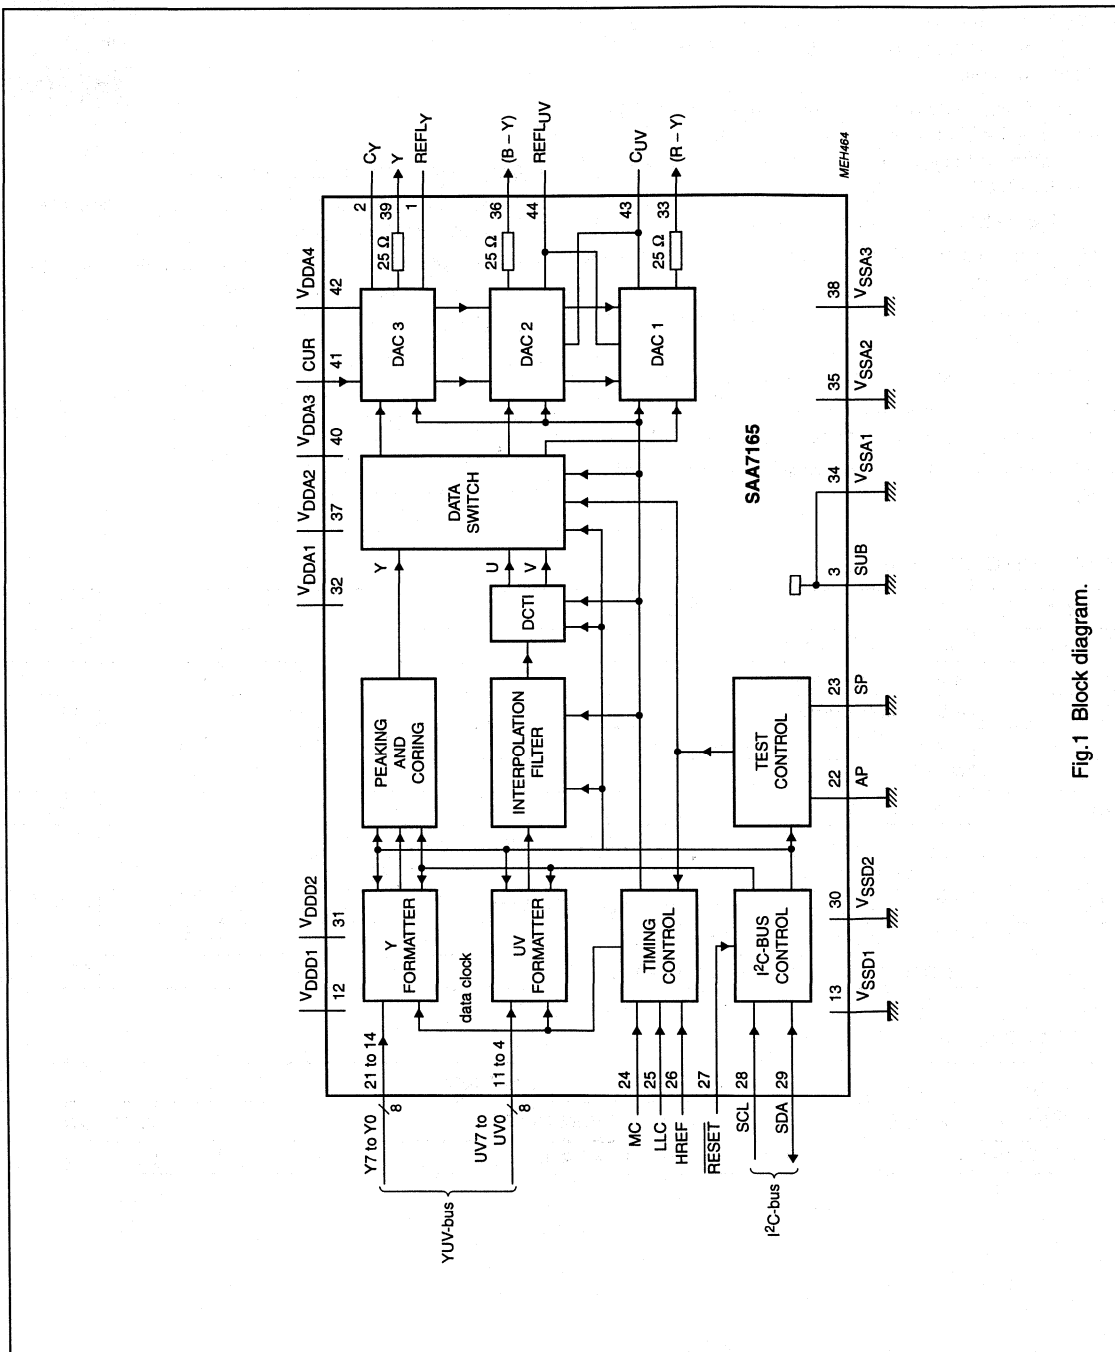 VDDD1
VDDD2
VDDA1
VDDA2
VDDA3
CUR
VDDA4
12
31
32
37
40
41
42
Y7 to Y0
8
21 to 14
Y
FORMATTER
PEAKING
AND
CORING
Y
DATA
SWITCH
DAC 3
25 Ω
2
CY
39
Y
1
REFLY
YUV-bus
data clock
UV7 to
UV0
8
11 to 4
UV
FORMATTER
INTERPOLATION
FILTER
DCTI
U
V
DAC 2
25 Ω
36
(B – Y)
44
REFLUV
MC
24
LLC
25
HREF
26
TIMING
CONTROL
DAC 1
25 Ω
43
CUV
33
(R – Y)
RESET
27
SCL
28
SDA
29
I²C-bus
I²C-BUS
CONTROL
TEST
CONTROL
SAA7165
13
30
22
23
3
34
35
38
VSSD1
VSSD2
AP
SP
SUB
VSSA1
VSSA2
VSSA3
MEH464
Fig.1 Block diagram.